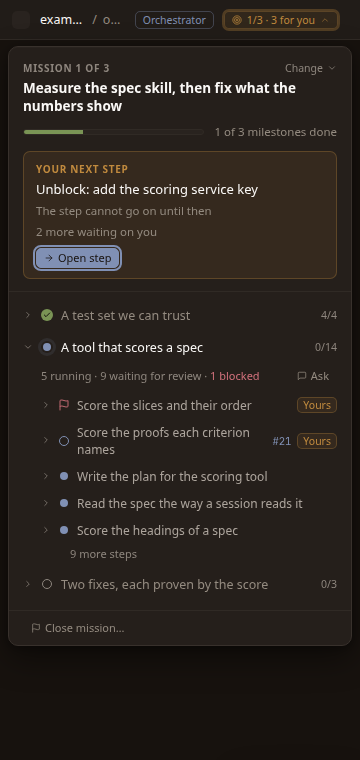 exam... / o... Orchestrator 1/3 · 3 for you
MISSION 1 OF 3 Change
Measure the spec skill, then fix what the
numbers show
1 of 3 milestones done
YOUR NEXT STEP
Unblock: add the scoring service key
The step cannot go on until then
2 more waiting on you
Open step
A test set we can trust 4/4
A tool that scores a spec 0/14
5 running · 9 waiting for review · 1 blocked Ask
Score the slices and their order Yours
Score the proofs each criterion
names #21 Yours
Write the plan for the scoring tool
Read the spec the way a session reads it
Score the headings of a spec
9 more steps
Two fixes, each proven by the score 0/3
Close mission...